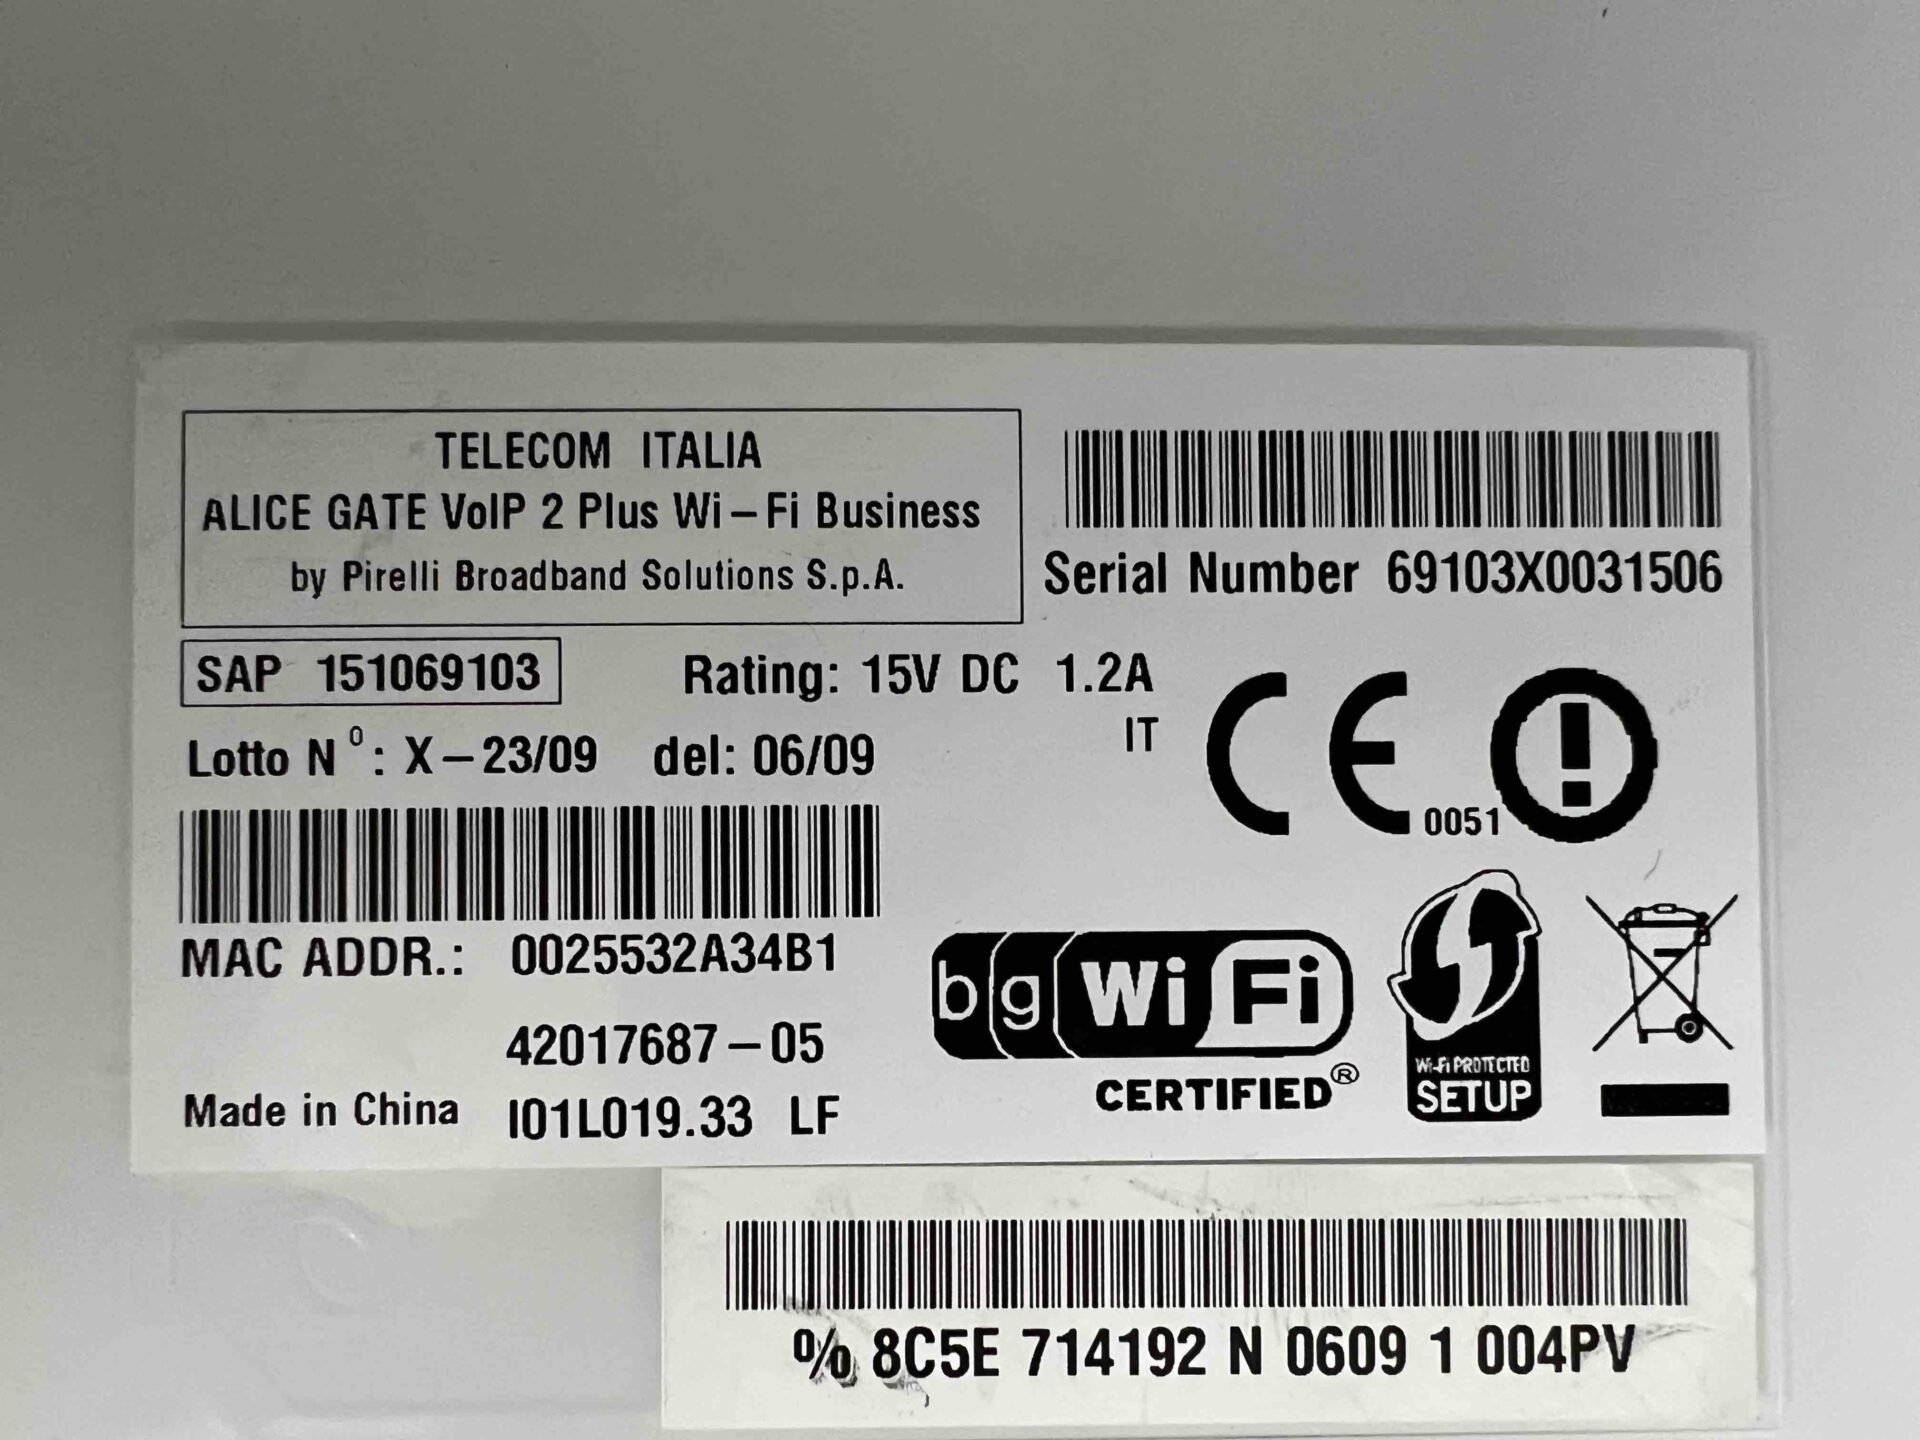 TELECOM ITALIA
ALICE GATE VoIP 2 Plus Wi-Fi Business
by Pirelli Broadband Solutions S.p.A.
Serial Number 69103X0031506
SAP 151069103
Rating: 15V DC 1.2A
IT
Lotto N°: X-23/09 del: 06/09
CE 0051
MAC ADDR.: 0025532A34B1
42017687-05
Made in China I01L019.33 LF
b g Wi Fi
CERTIFIED®
Wi-Fi PROTECTED
SETUP
% 8C5E 714192 N 0609 1 004PV